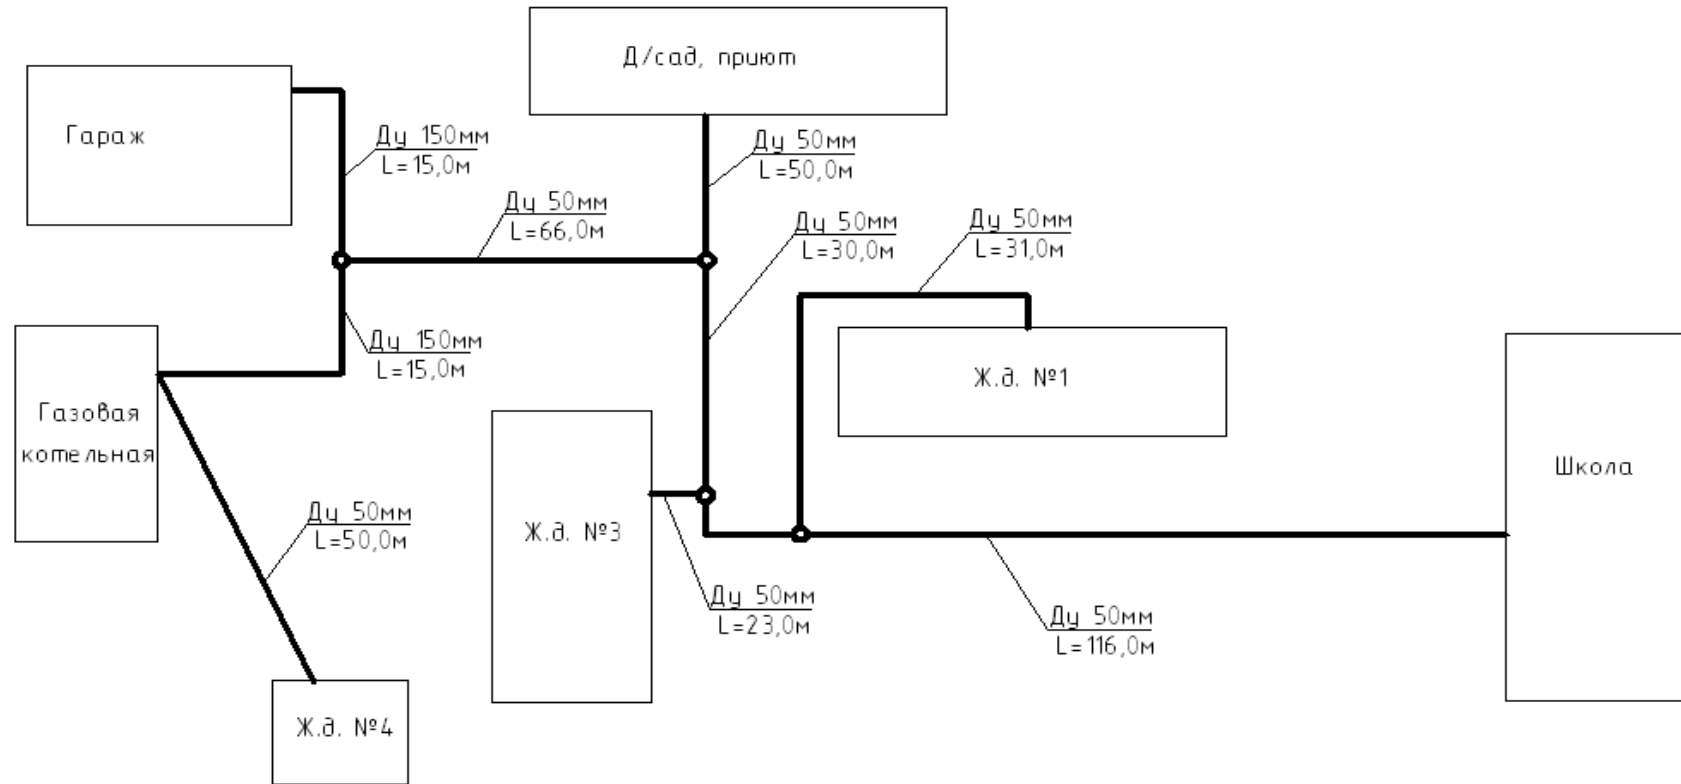 Д/сад, приют
Гараж
Ду 150мм
L=15,0м
Ду 50мм
L=50,0м
Ду 50мм
L=66,0м
Ду 50мм
L=30,0м
Ду 50мм
L=31,0м
Ду 150мм
L=15,0м
Ж.д. №1
Газовая
котельная
Школа
Ду 50мм
L=50,0м
Ж.д. №3
Ду 50мм
L=23,0м
Ду 50мм
L=116,0м
Ж.д. №4